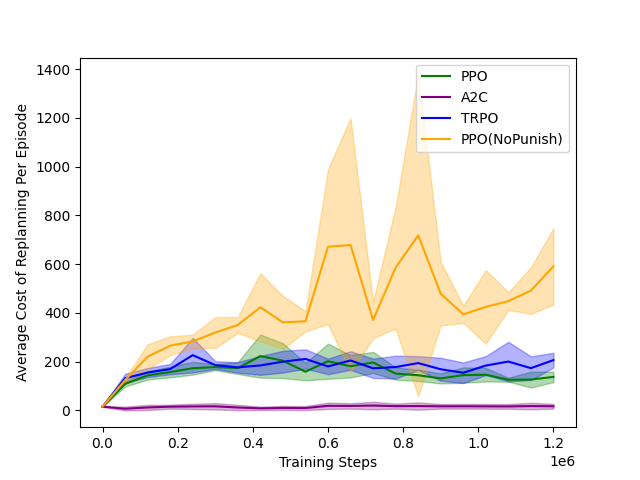 1400
1200
1000
800
600
400
200
0
Average Cost of Replanning Per Episode
PPO
A2C
TRPO
PPO(NoPunish)
0.0 0.2 0.4 0.6 0.8 1.0 1.2
1e6
Training Steps